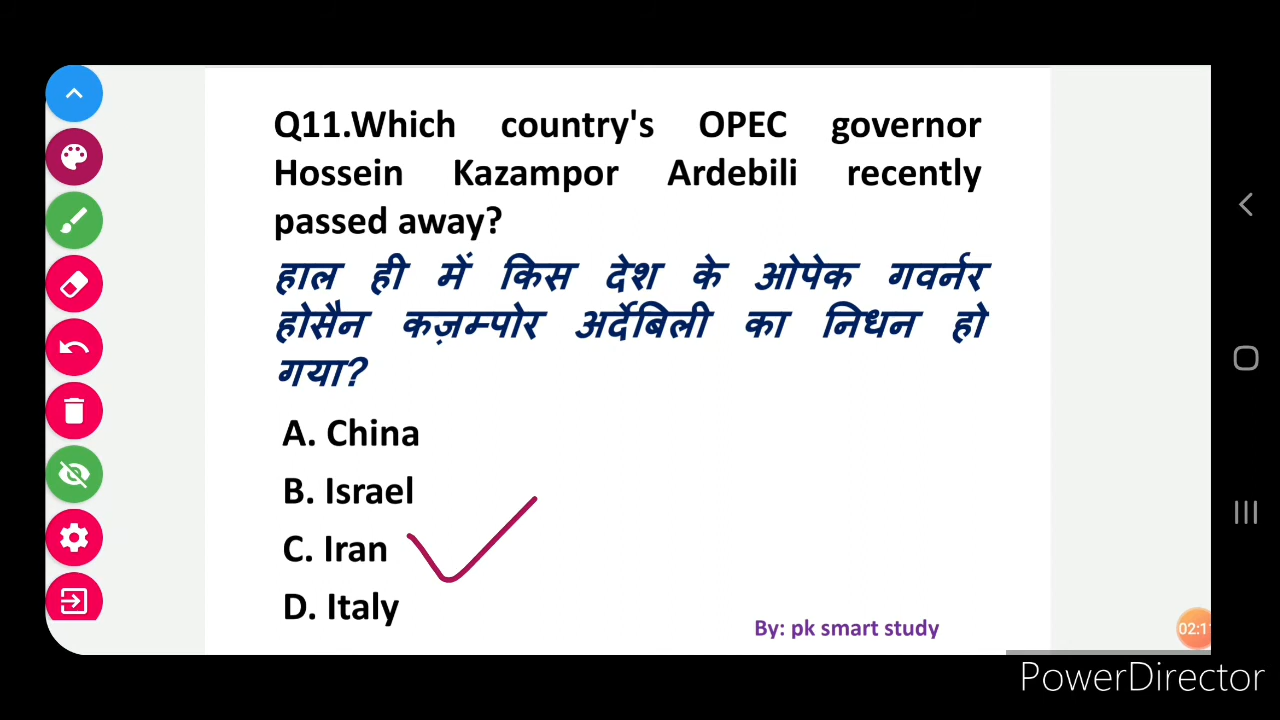 Q11.Which country's OPEC governor
Hossein Kazampor Ardebili recently
passed away?
हाल ही में किस देश के ओपेक गवर्नर
होसैन कज़म्पोर अर्देबिली का निधन हो
गया?
A. China
B. Israel
C. Iran
D. Italy
By: pk smart study
PowerDirector